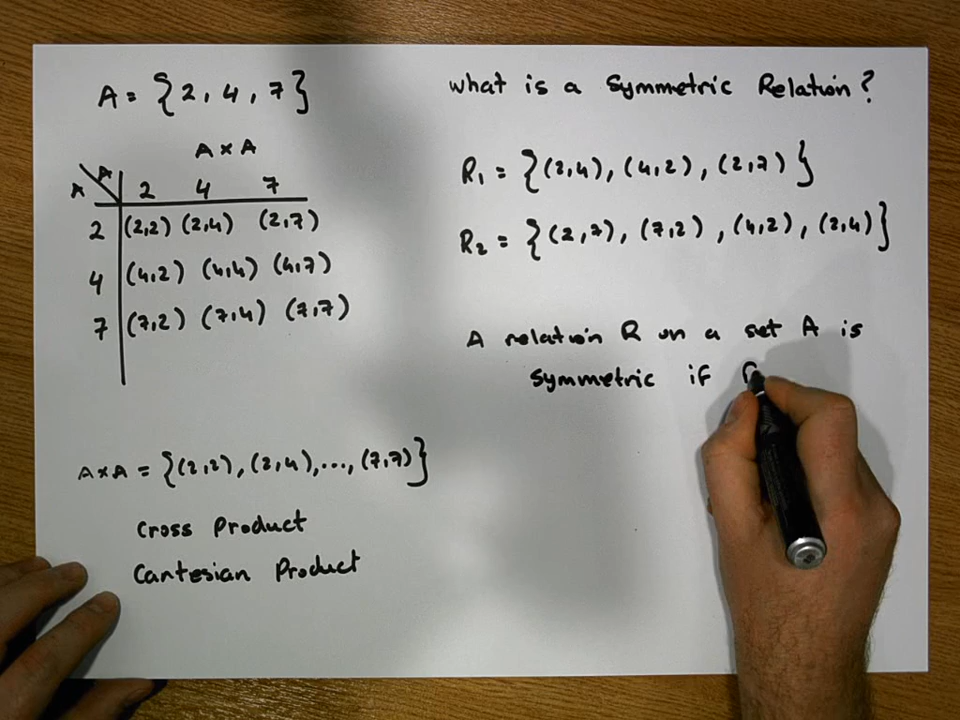 A = {2, 4, 7}
A × A
A A 2 4 7
2 (2,2) (2,4) (2,7)
4 (4,2) (4,4) (4,7)
7 (7,2) (7,4) (7,7)
A×A = {(2,2), (2,4), ..., (7,7)}
Cross Product
Cartesian Product
What is a Symmetric Relation?
R₁ = {(2,4), (4,2), (2,7)}
R₂ = {(2,7), (7,2), (4,2), (2,4)}
A relation R on a set A is
symmetric if